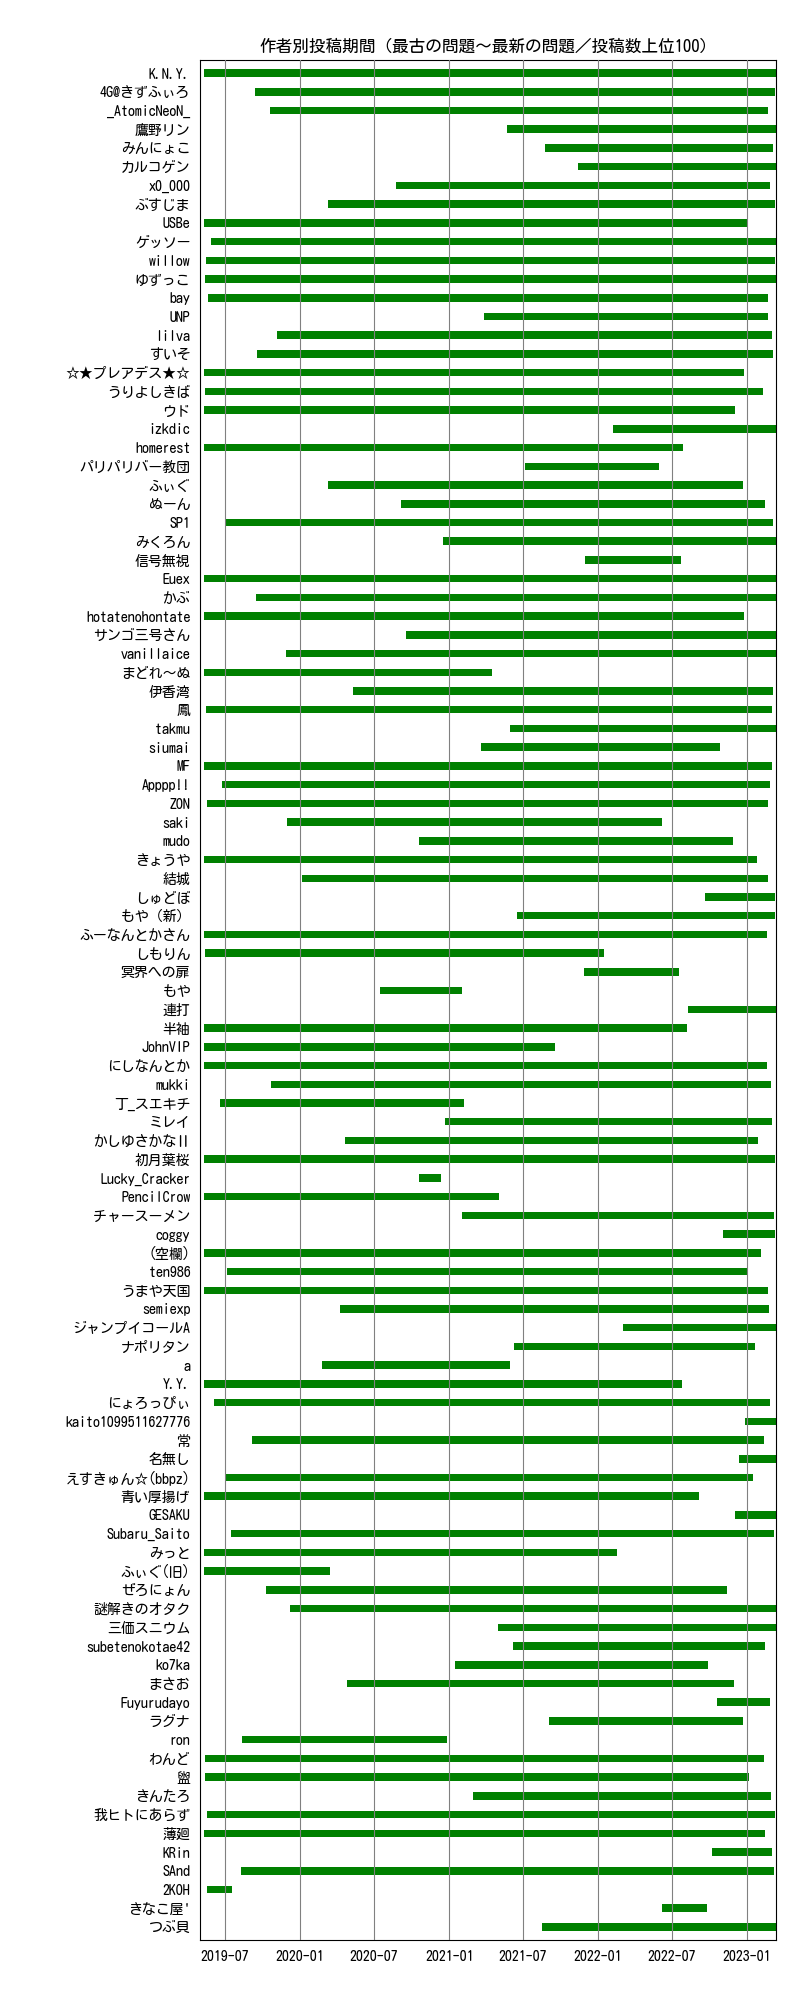 作者別投稿期間（最古の問題～最新の問題／投稿数上位100）
K.N.Y.
4G@きずふぃろ
_AtomicNeoN_
鷹野リン
みんにょこ
カルコゲン
x0_000
ぶすじま
USBe
ゲッソー
willow
ゆずっこ
bay
UNP
lilva
すいそ
☆★プレアデス★☆
うりよしきば
ウド
izkdic
homerest
パリパリバー教団
ふぃぐ
ぬーん
SP1
みくろん
信号無視
Euex
かぶ
hotatenohontate
サンゴ三号さん
vanillaice
まどれ～ぬ
伊香湾
鳳
takmu
siumai
MF
AppppII
ZON
saki
mudo
きょうや
結城
しゅどぼ
もや（新）
ふーなんとかさん
しもりん
冥界への扉
もや
連打
半袖
JohnVIP
にしなんとか
mukki
丁_スエキチ
ミレイ
かしゆさかなII
初月葉桜
Lucky_Cracker
PencilCrow
チャースーメン
coggy
(空欄)
ten986
うまや天国
semiexp
ジャンプイコールA
ナポリタン
a
Y.Y.
にょろっぴぃ
kaito1099511627776
常
名無し
えすきゅん☆(bbpz)
青い厚揚げ
GESAKU
Subaru_Saito
みっと
ふぃぐ(旧)
ぜろにょん
謎解きのオタク
三価スニウム
subetenokotae42
ko7ka
まさお
Fuyurudayo
ラグナ
ron
わんど
盥
きんたろ
我ヒトにあらず
薄廻
KRin
SAnd
2KOH
きなこ屋'
つぶ貝
2019-07 2020-01 2020-07 2021-01 2021-07 2022-01 2022-07 2023-01